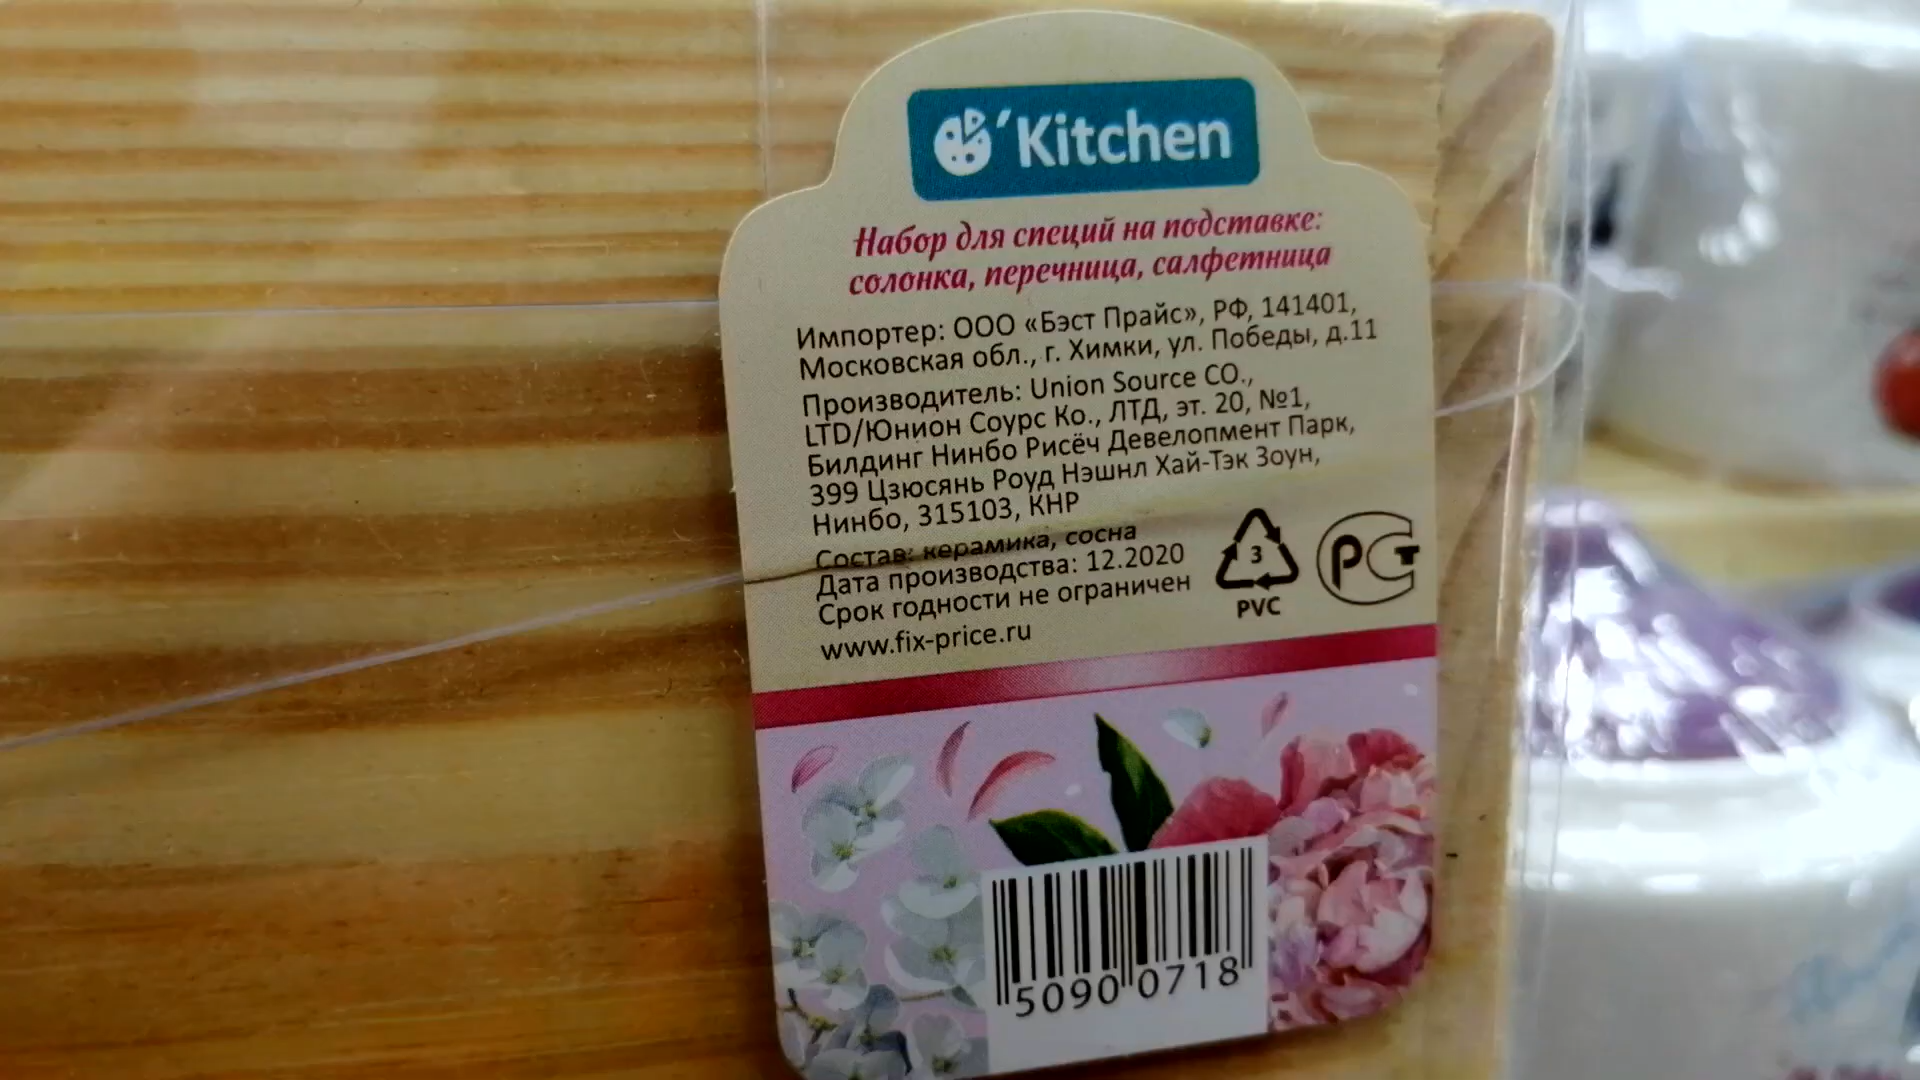 'Kitchen
Набор для специй на подставке:
солонка, перечница, салфетница
Импортер: ООО «Бэст Прайс», РФ, 141401,
Московская обл., г. Химки, ул. Победы, д.11
Производитель: Union Source CO.,
LTD/Юнион Соурс Ко., ЛТД, эт. 20, №1,
Билдинг Нинбо Рисёч Девелопмент Парк,
399 Цзюсянь Роуд Нэшнл Хай-Тэк Зоун,
Нинбо, 315103, КНР
Состав: керамика, сосна
Дата производства: 12.2020
Срок годности не ограничен
www.fix-price.ru
3
PVC
РСТ
5090 0718